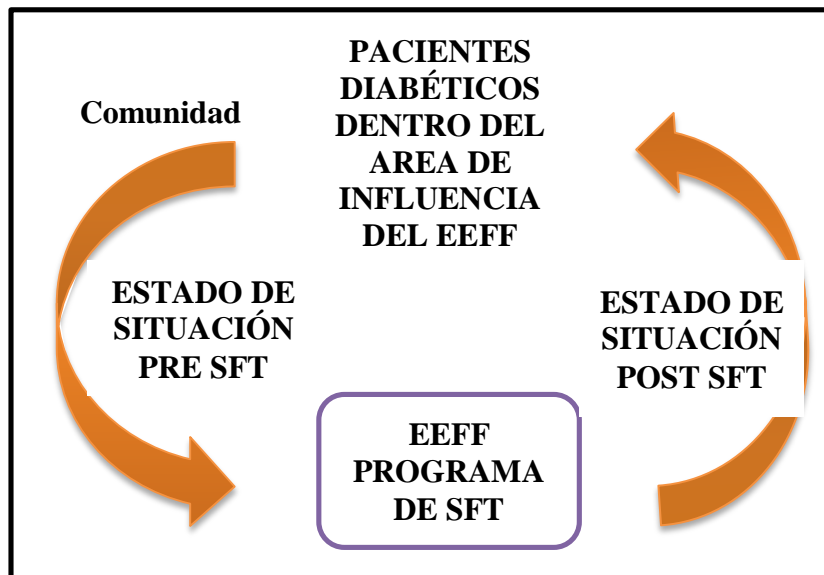 PACIENTES
DIABÉTICOS
DENTRO DEL
AREA DE
INFLUENCIA
DEL EEFF
Comunidad
ESTADO DE
SITUACIÓN
PRE SFT
ESTADO DE
SITUACIÓN
POST SFT
EEFF
PROGRAMA
DE SFT